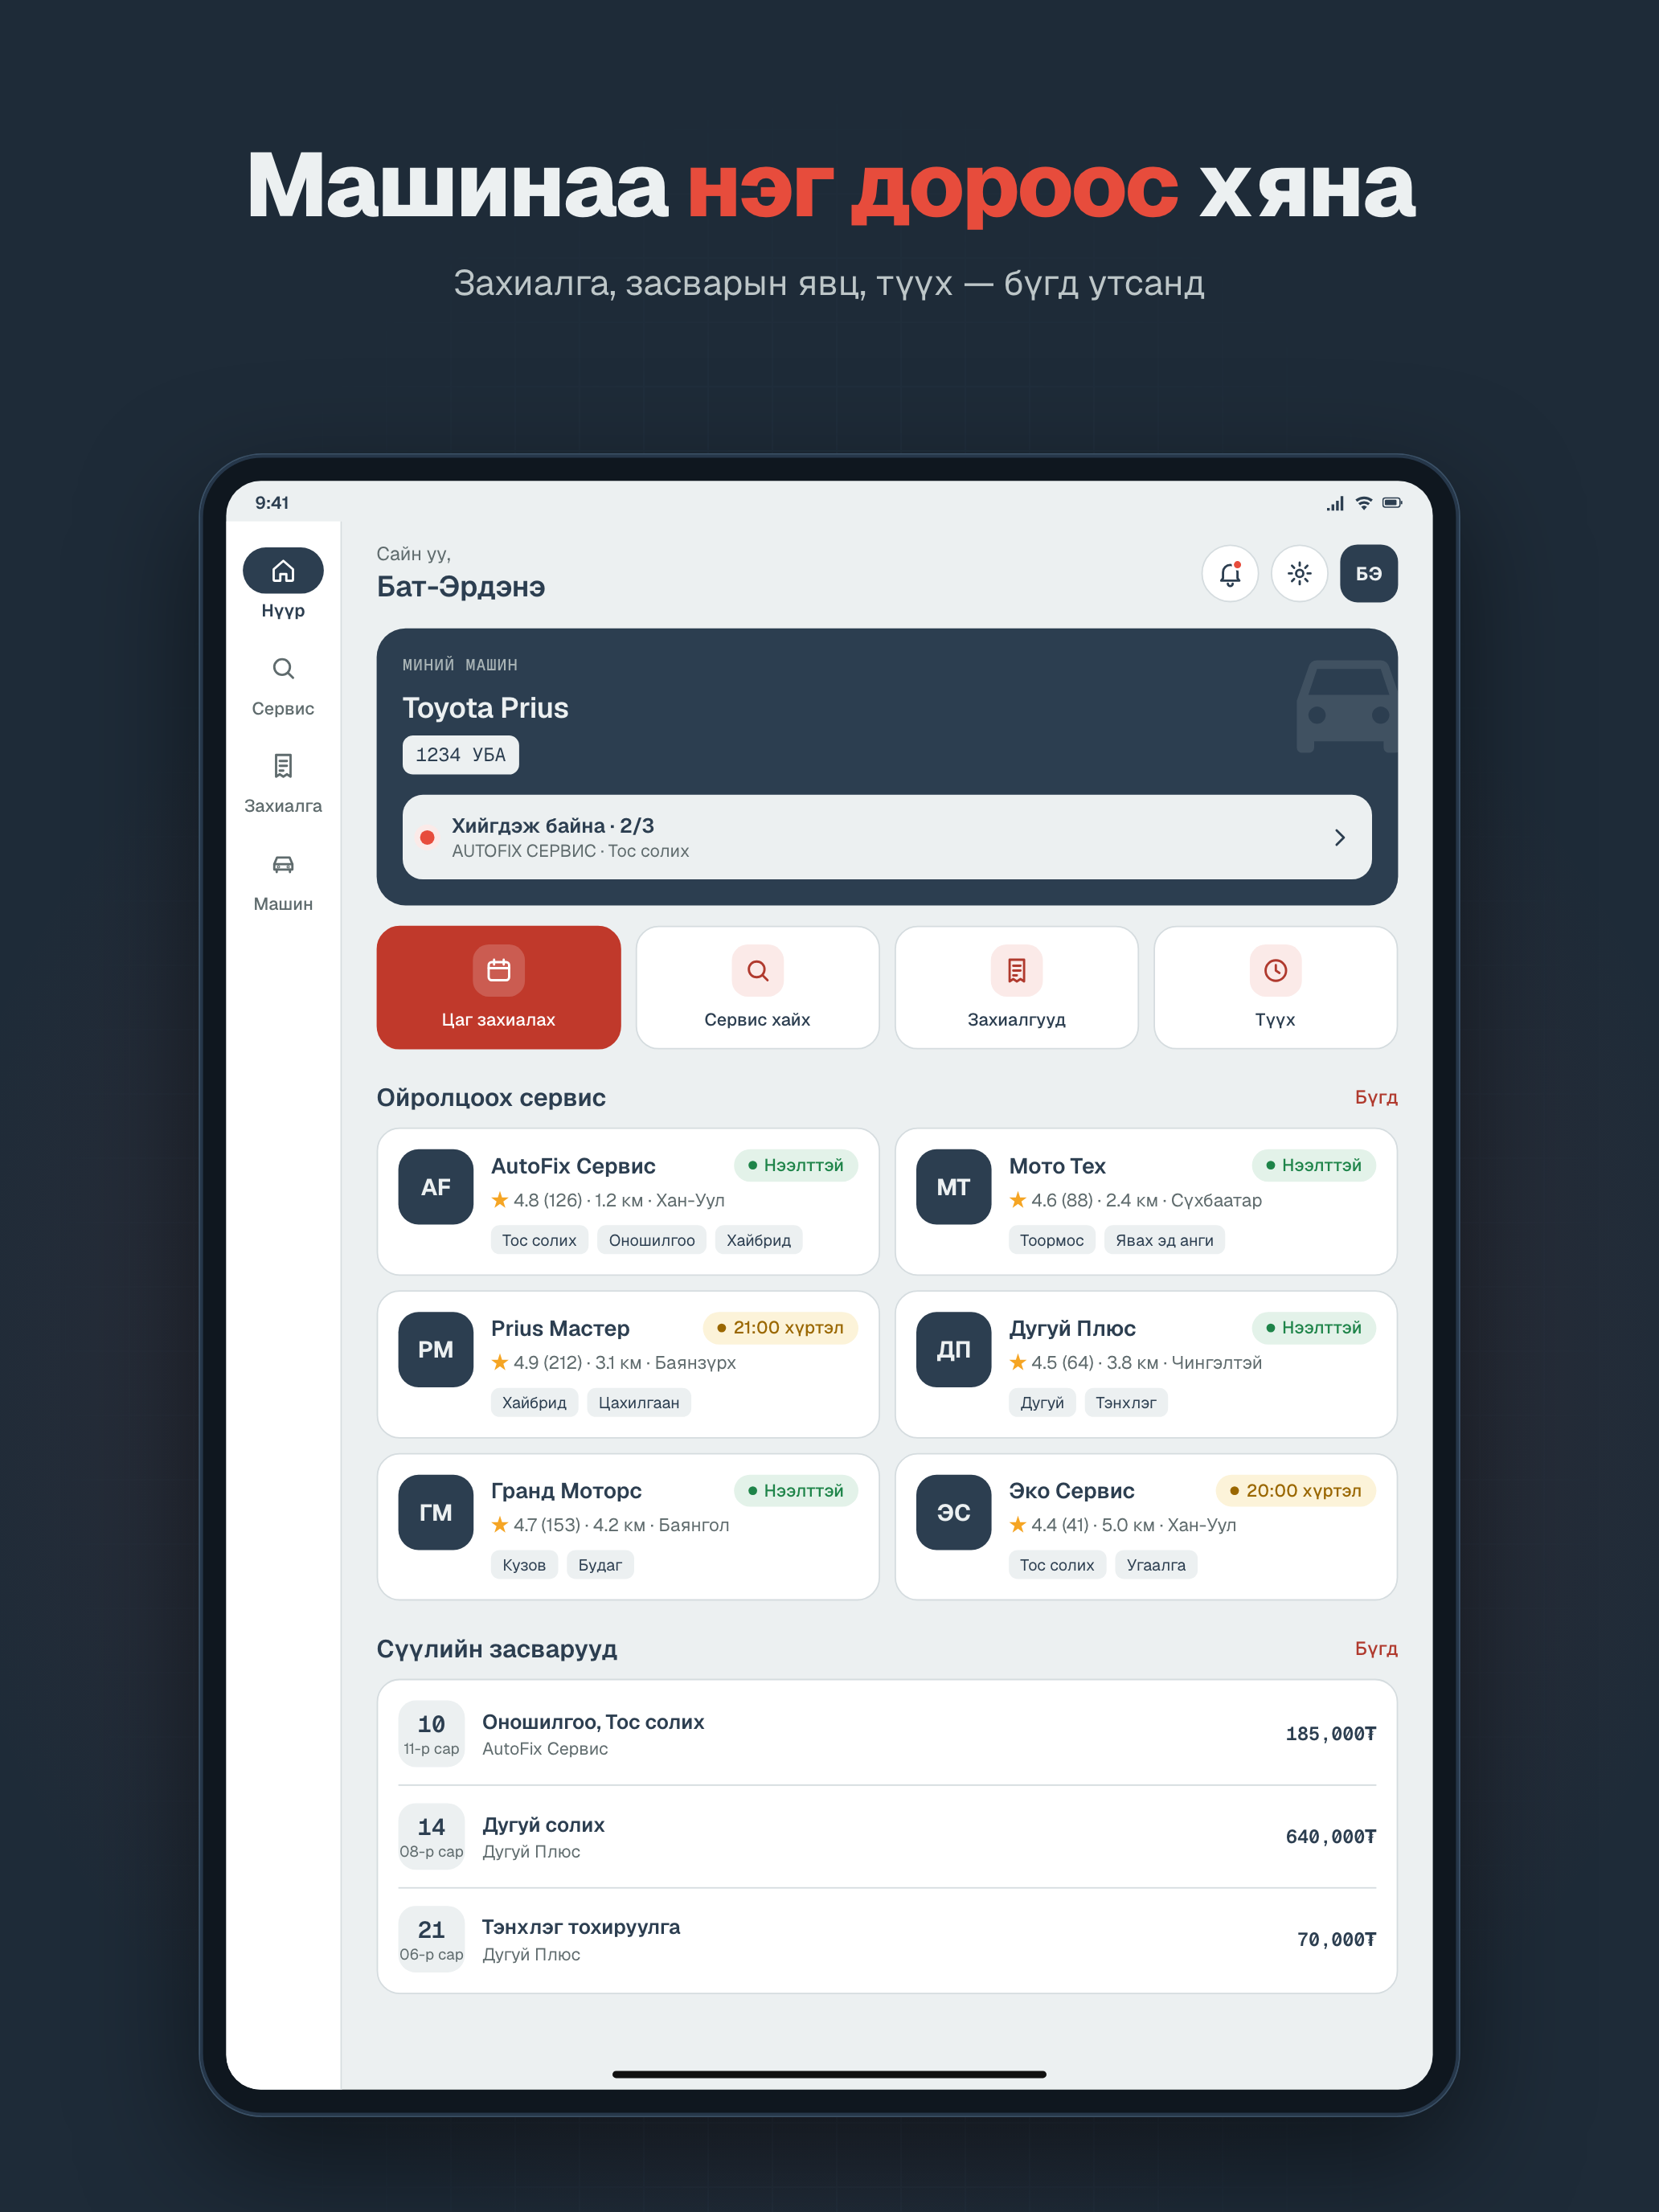 Машинаа нэг дороос хяна
Захиалга, засварын явц, түүх — бүгд утсанд
9:41
Нүүр
Сервис
Захиалга
Машин
Сайн уу,
Бат-Эрдэнэ
БЭ
МИНИЙ МАШИН
Toyota Prius
1234 УБА
Хийгдэж байна · 2/3
AUTOFIX СЕРВИС · Тос солих
Цаг захиалах
Сервис хайх
Захиалгууд
Түүх
Ойролцоох сервис
Бүгд
AF
AutoFix Сервис
Нээлттэй
★ 4.8 (126) · 1.2 км · Хан-Уул
Тос солих
Оношилгоо
Хайбрид
МТ
Мото Тех
Нээлттэй
★ 4.6 (88) · 2.4 км · Сүхбаатар
Тоормос
Явах эд анги
PM
Prius Мастер
21:00 хүртэл
★ 4.9 (212) · 3.1 км · Баянзүрх
Хайбрид
Цахилгаан
ДП
Дугуй Плюс
Нээлттэй
★ 4.5 (64) · 3.8 км · Чингэлтэй
Дугуй
Тэнхлэг
ГМ
Гранд Моторс
Нээлттэй
★ 4.7 (153) · 4.2 км · Баянгол
Кузов
Будаг
ЭС
Эко Сервис
20:00 хүртэл
★ 4.4 (41) · 5.0 км · Хан-Уул
Тос солих
Угаалга
Сүүлийн засварууд
Бүгд
10
11-р сар
Оношилгоо, Тос солих
AutoFix Сервис
185,000₮
14
08-р сар
Дугуй солих
Дугуй Плюс
640,000₮
21
06-р сар
Тэнхлэг тохируулга
Дугуй Плюс
70,000₮